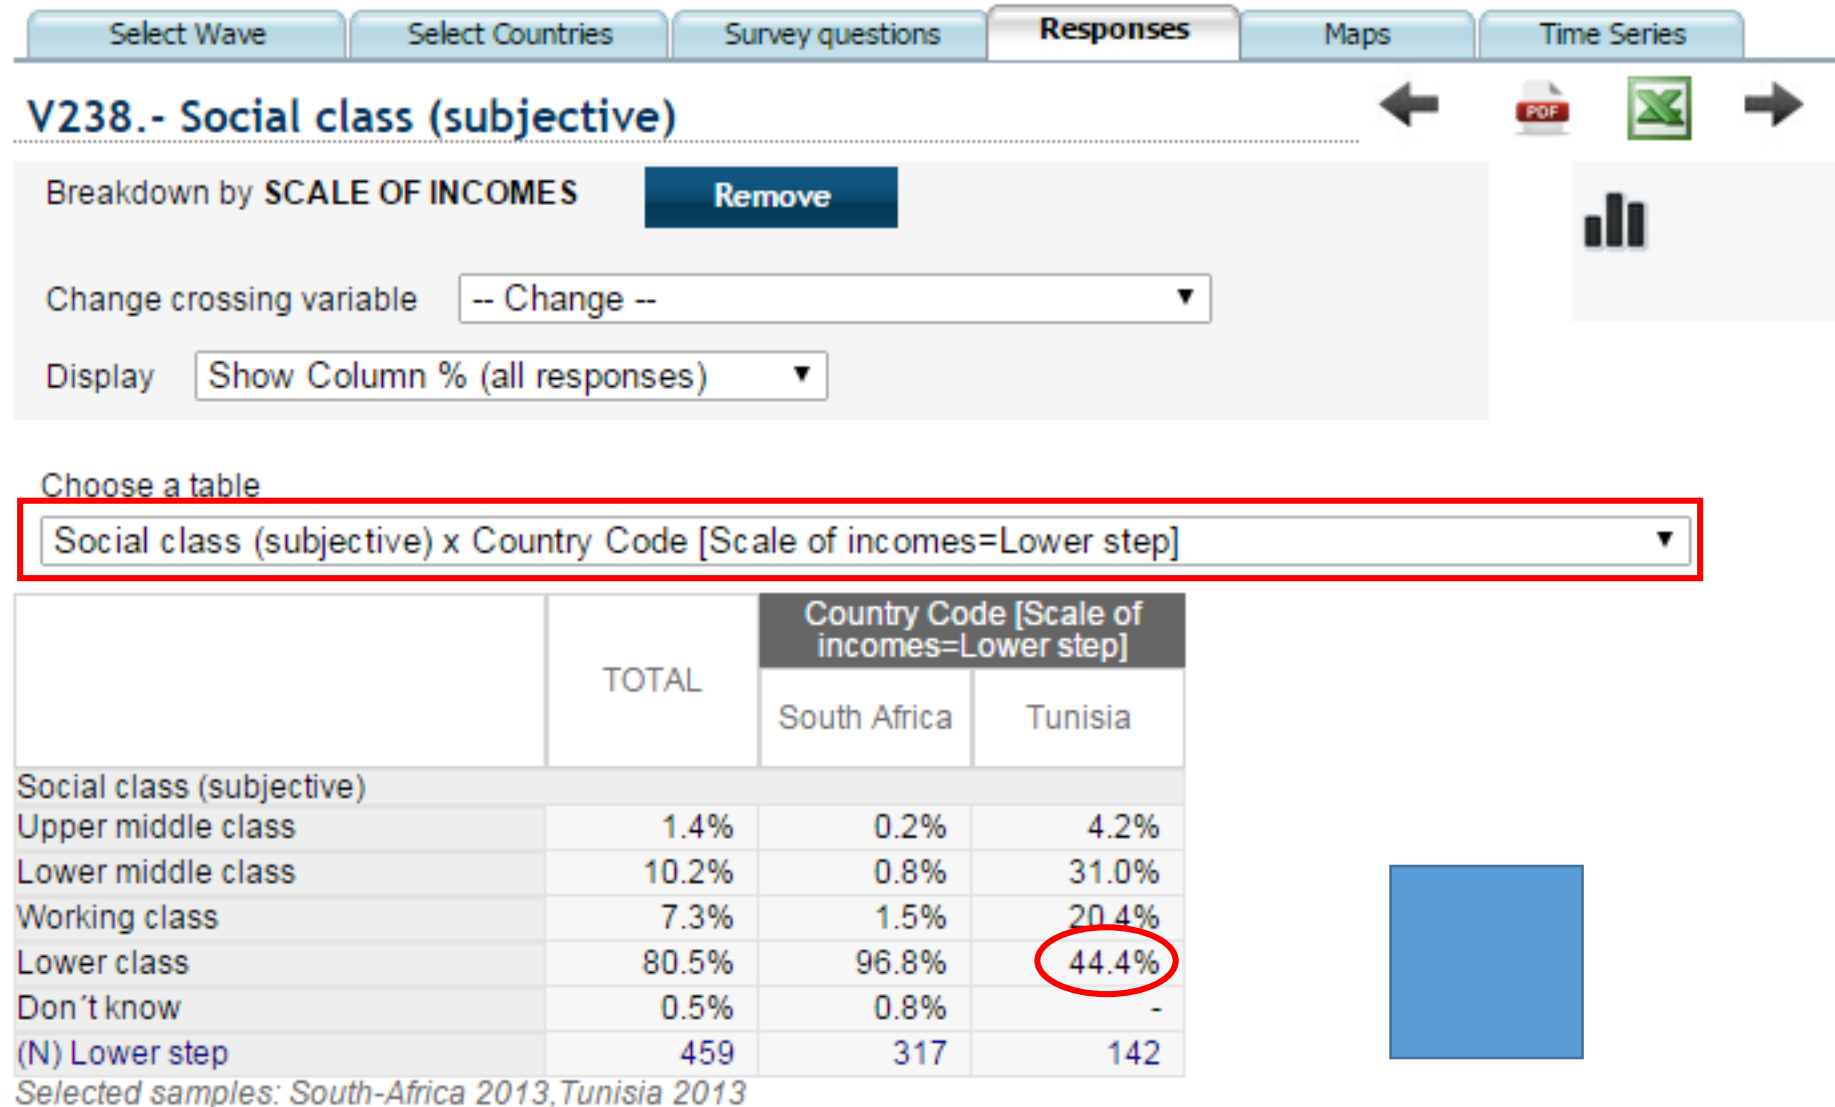 Select Wave Select Countries Survey questions Responses Maps Time Series
V238.- Social class (subjective)
PDF
Breakdown by SCALE OF INCOMES Remove
Change crossing variable -- Change --
Display Show Column % (all responses)
Choose a table
Social class (subjective) x Country Code [Scale of incomes=Lower step]
TOTAL Country Code [Scale of
incomes=Lower step]
South Africa Tunisia
Social class (subjective)
Upper middle class 1.4% 0.2% 4.2%
Lower middle class 10.2% 0.8% 31.0%
Working class 7.3% 1.5% 20.4%
Lower class 80.5% 96.8% 44.4%
Don´t know 0.5% 0.8% -
(N) Lower step 459 317 142
Selected samples: South-Africa 2013,Tunisia 2013